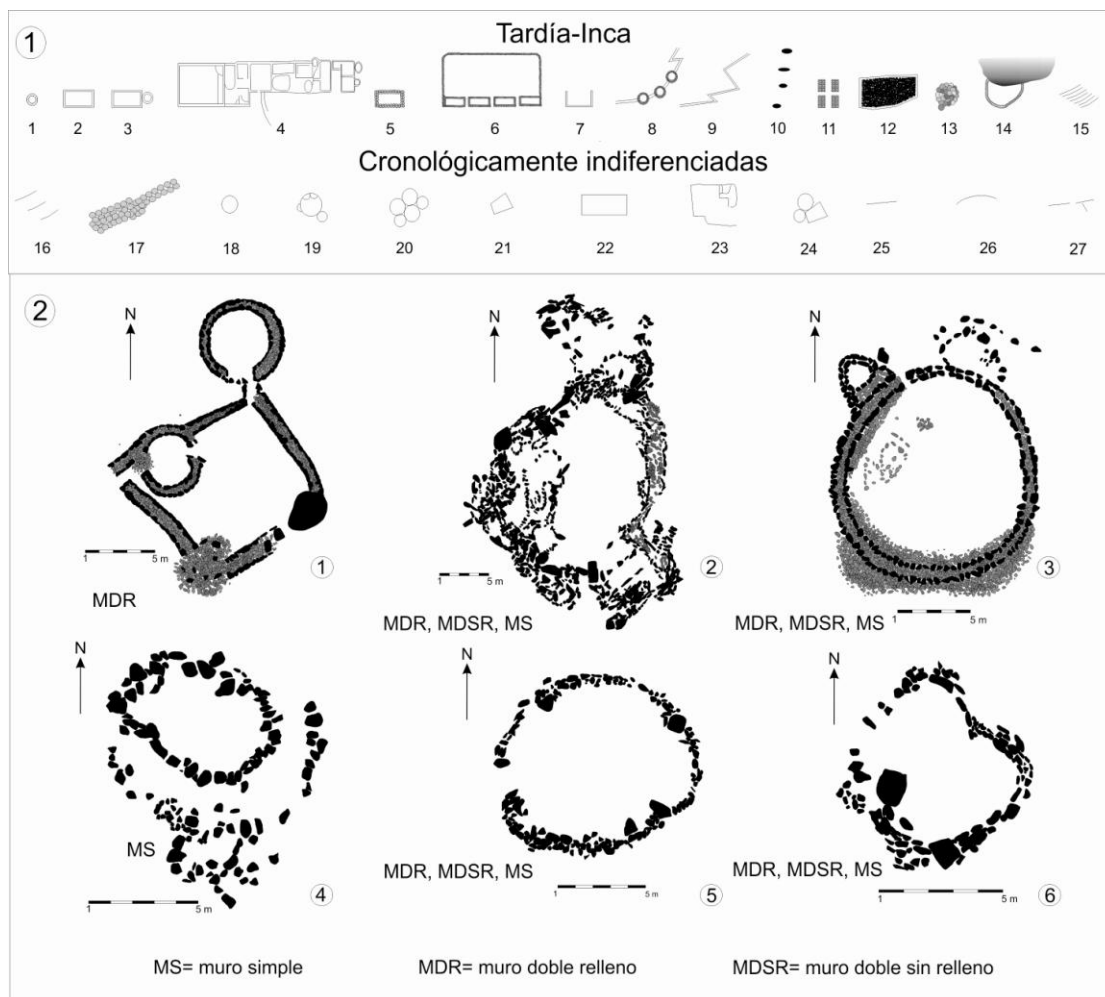 1
Tardía-Inca
1 2 3 4 5 6 7 8 9 10 11 12 13 14 15
Cronológicamente indiferenciadas
16 17 18 19 20 21 22 23 24 25 26 27
2
N N N
1 5 m 1
MDR
1 5 m 2
MDR, MDSR, MS
1 5 m 3
MDR, MDSR, MS
N N N
MS
1 5 m 4
MDR, MDSR, MS
1 5 m 5
MDR, MDSR, MS
1 5 m 6
MS= muro simple MDR= muro doble relleno MDSR= muro doble sin relleno